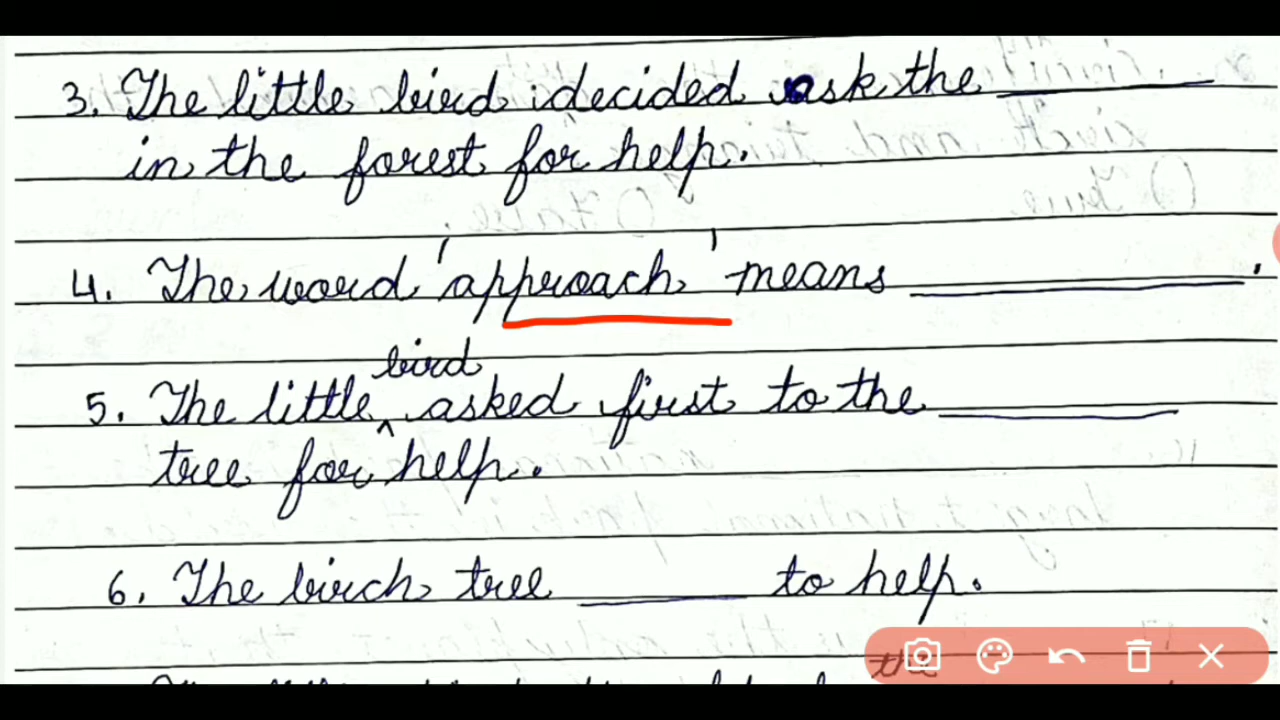 3. The little bird decided ask the ______
in the forest for help.
4. The word 'approach' means ______.
bird
5. The little ^ asked first to the ______
tree for help.
6. The birch tree ______ to help.
the